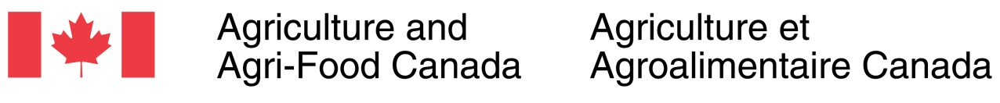 Agriculture and
Agri-Food Canada
Agriculture et
Agroalimentaire Canada